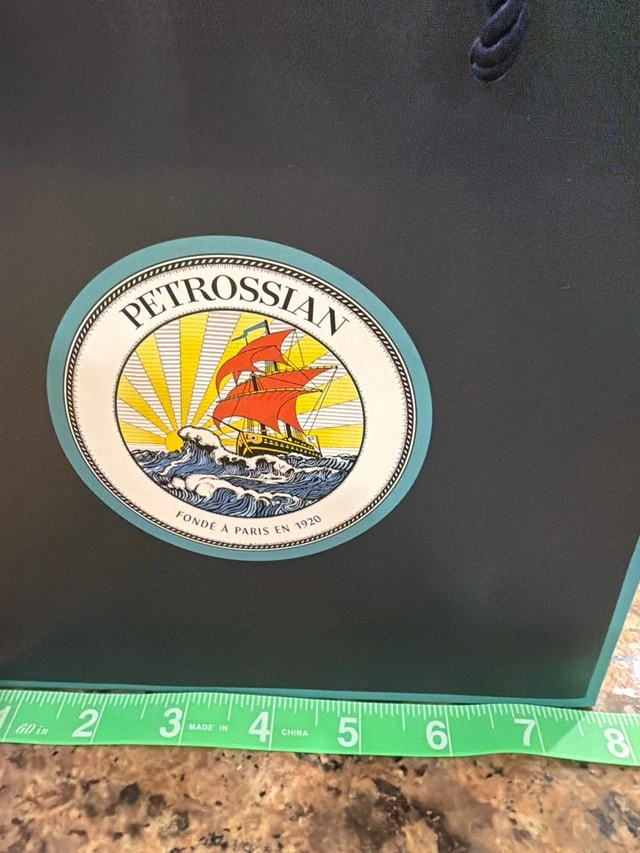 PETROSSIAN
FONDÉ À PARIS EN 1920
1 60 in 2 3 MADE IN 4 CHINA 5 6 7 8